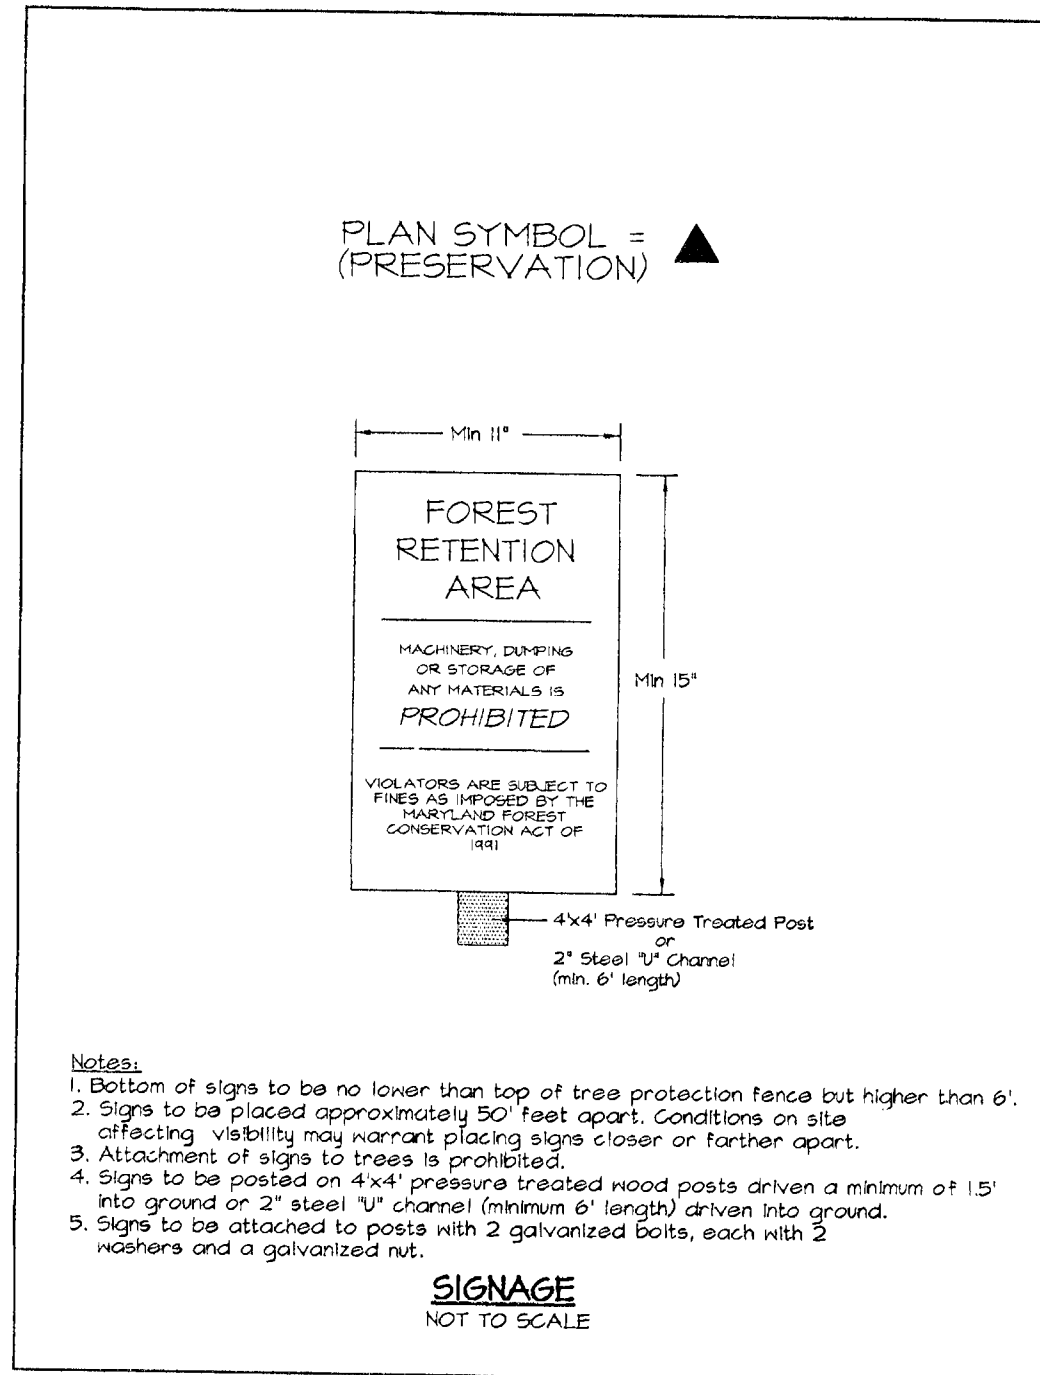 PLAN SYMBOL =
(PRESERVATION)
Min 11"
FOREST
RETENTION
AREA
MACHINERY, DUMPING
OR STORAGE OF
ANY MATERIALS IS
PROHIBITED
VIOLATORS ARE SUBJECT TO
FINES AS IMPOSED BY THE
MARYLAND FOREST
CONSERVATION ACT OF
1991
Min 15"
4'x4' Pressure Treated Post
or
2" Steel "U" Channel
(min. 6' length)
Notes:
1. Bottom of signs to be no lower than top of tree protection fence but higher than 6'.
2. Signs to be placed approximately 50' feet apart. Conditions on site
affecting visibility may warrant placing signs closer or farther apart.
3. Attachment of signs to trees is prohibited.
4. Signs to be posted on 4'x4' pressure treated wood posts driven a minimum of 1.5'
into ground or 2" steel "U" channel (minimum 6' length) driven into ground.
5. Signs to be attached to posts with 2 galvanized bolts, each with 2
washers and a galvanized nut.
SIGNAGE
NOT TO SCALE